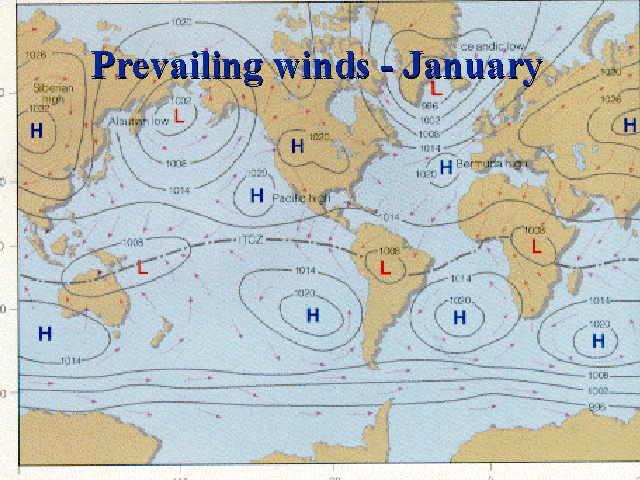 1020
Icelandic low
1026
Prevailing winds - January
1020
Siberian
high
L
1026
1032
1002
996
H
Aleutian low
L
1002
H
H
1020
1008
1014
1008
Bermuda high
1014
1020
H
1020
H
Pacific high
1014
1008
ITCZ
1008
1008
L
L
L
1014
1014
1020
1020
1014
H
H
H
1020
H
1014
1008
1002
996